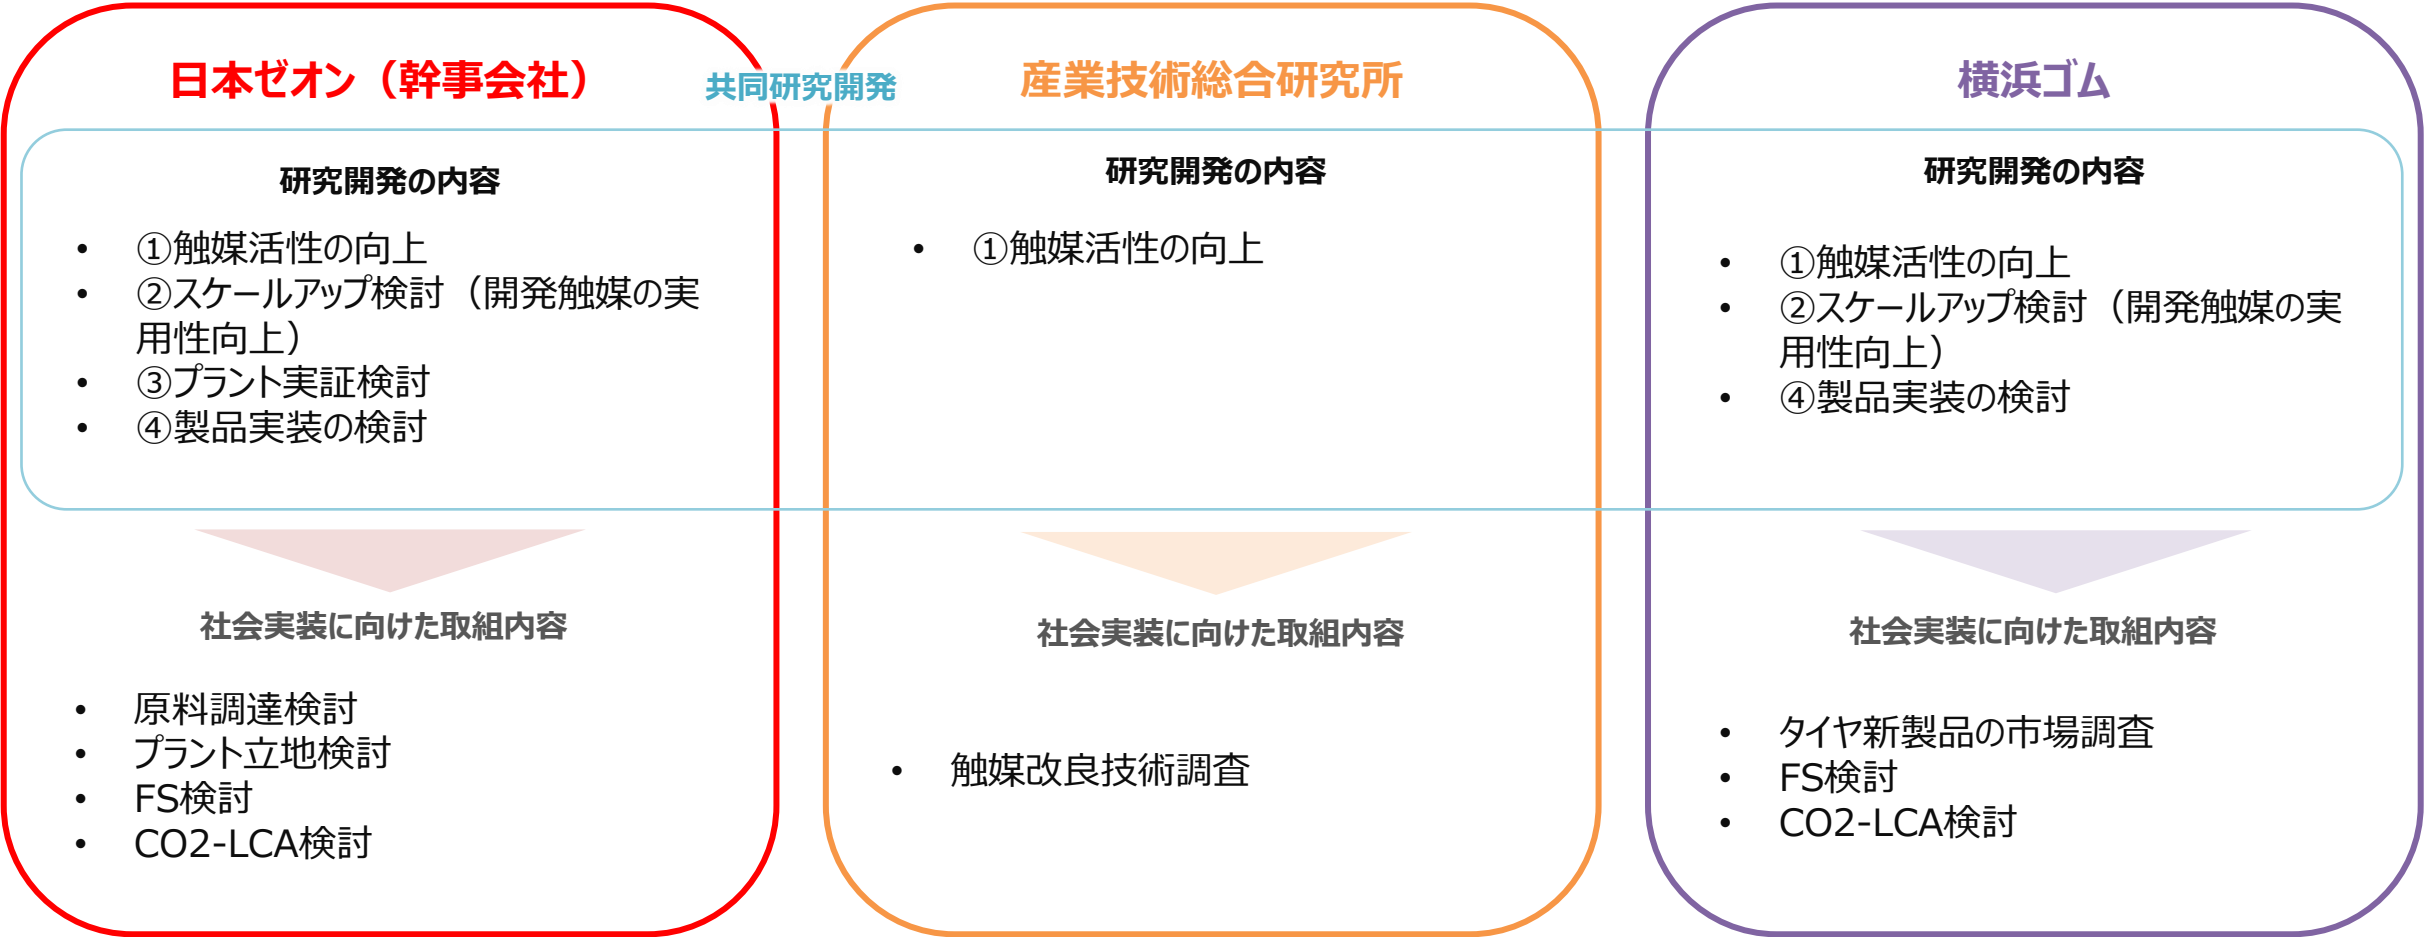 日本ゼオン（幹事会社）
共同研究開発
産業技術総合研究所
横浜ゴム
研究開発の内容
• ①触媒活性の向上
• ②スケールアップ検討（開発触媒の実
用性向上）
• ③プラント実証検討
• ④製品実装の検討
社会実装に向けた取組内容
• 原料調達検討
• プラント立地検討
• FS検討
• CO2-LCA検討
研究開発の内容
• ①触媒活性の向上
社会実装に向けた取組内容
• 触媒改良技術調査
研究開発の内容
• ①触媒活性の向上
• ②スケールアップ検討（開発触媒の実
用性向上）
• ④製品実装の検討
社会実装に向けた取組内容
• タイヤ新製品の市場調査
• FS検討
• CO2-LCA検討